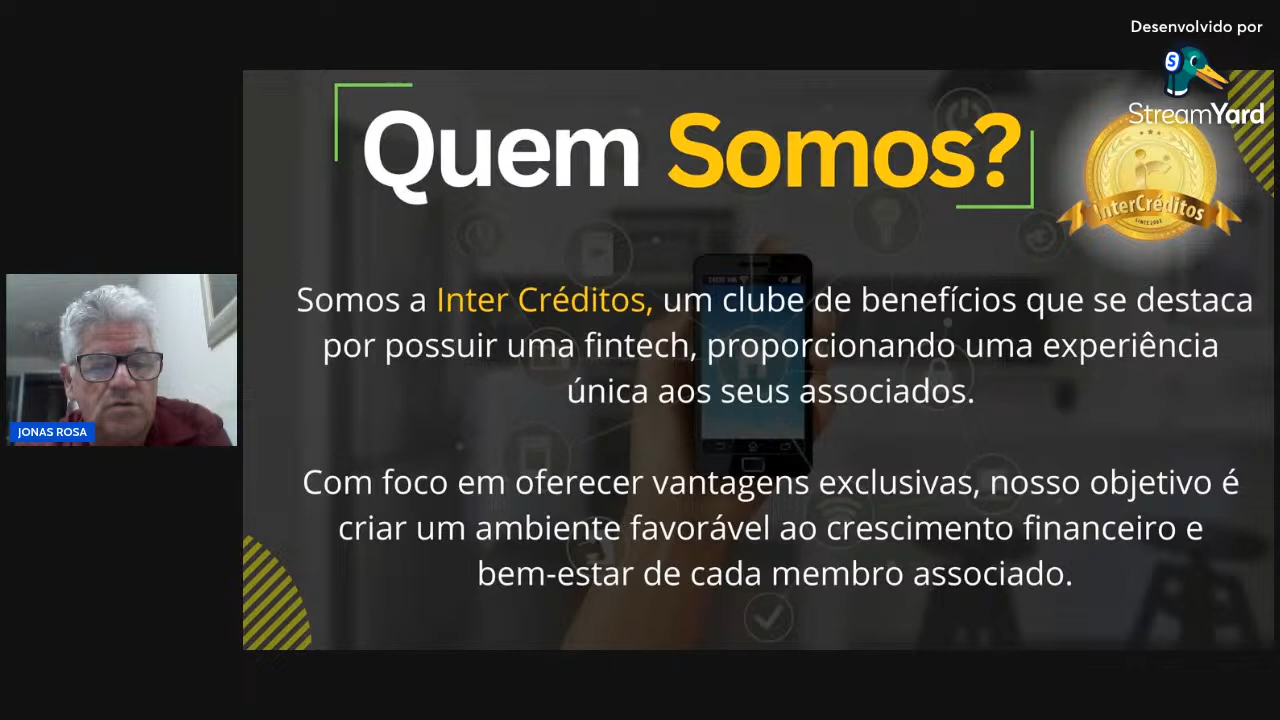 Desenvolvido por
StreamYard
Quem Somos?
InterCréditos
Somos a Inter Créditos, um clube de benefícios que se destaca
por possuir uma fintech, proporcionando uma experiência
única aos seus associados.
JONAS ROSA
Com foco em oferecer vantagens exclusivas, nosso objetivo é
criar um ambiente favorável ao crescimento financeiro e
bem-estar de cada membro associado.